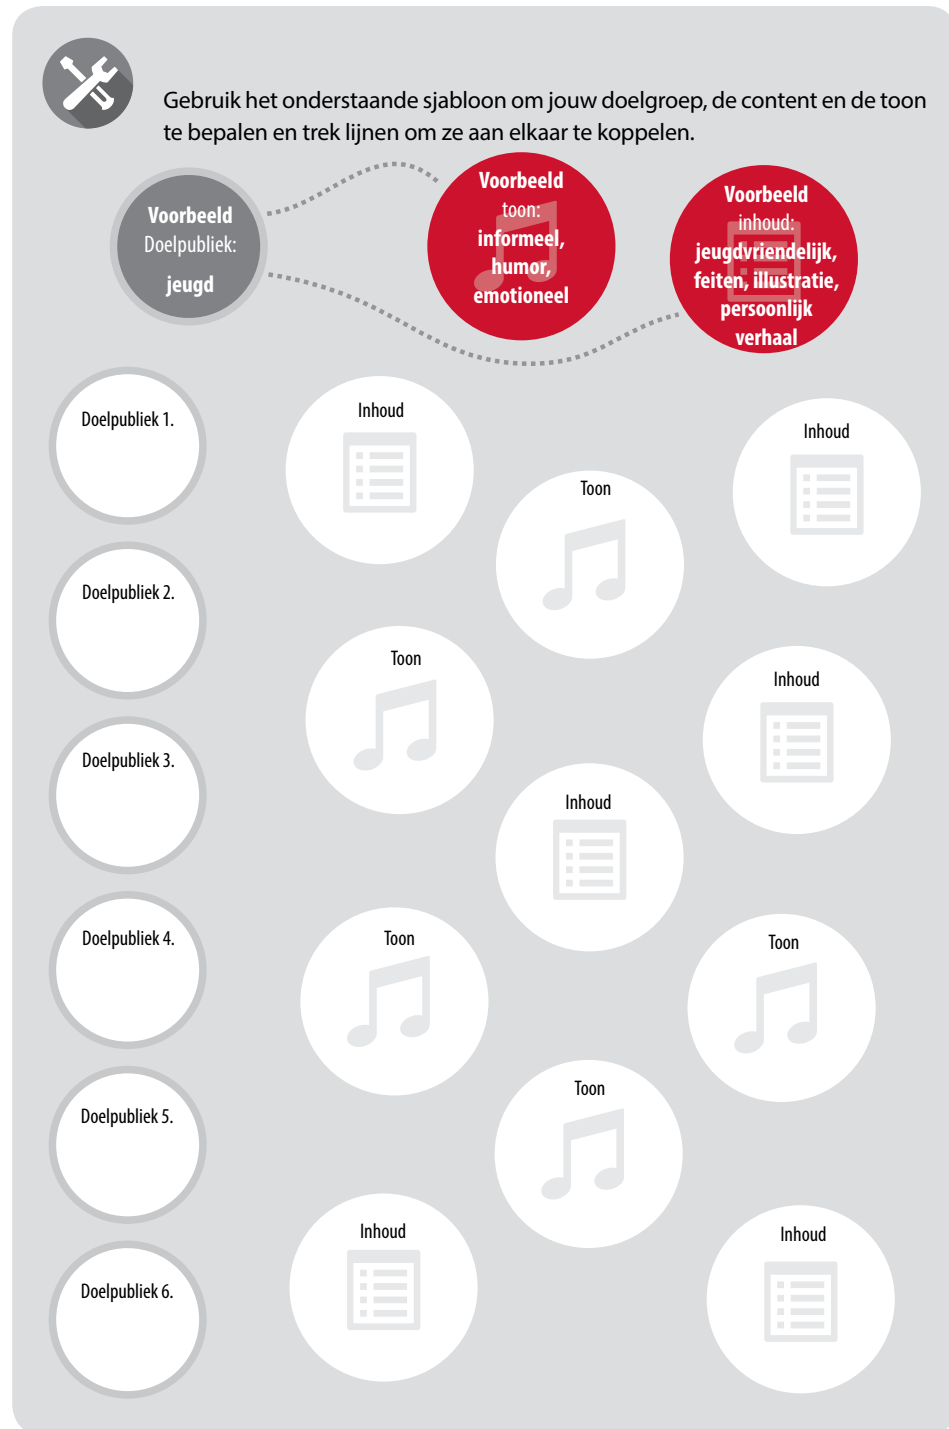 Gebruik het onderstaande sjabloon om jouw doelgroep, de content en de toon
te bepalen en trek lijnen om ze aan elkaar te koppelen.
Voorbeeld
Doelpubliek:
jeugd
Voorbeeld
toon:
informeel,
humor,
emotioneel
Voorbeeld
inhoud:
jeugdvriendelijk,
feiten, illustratie,
persoonlijk
verhaal
Doelpubliek 1.
Inhoud
Inhoud
Toon
Doelpubliek 2.
Toon
Inhoud
Doelpubliek 3.
Inhoud
Doelpubliek 4.
Toon
Toon
Toon
Doelpubliek 5.
Inhoud
Inhoud
Doelpubliek 6.